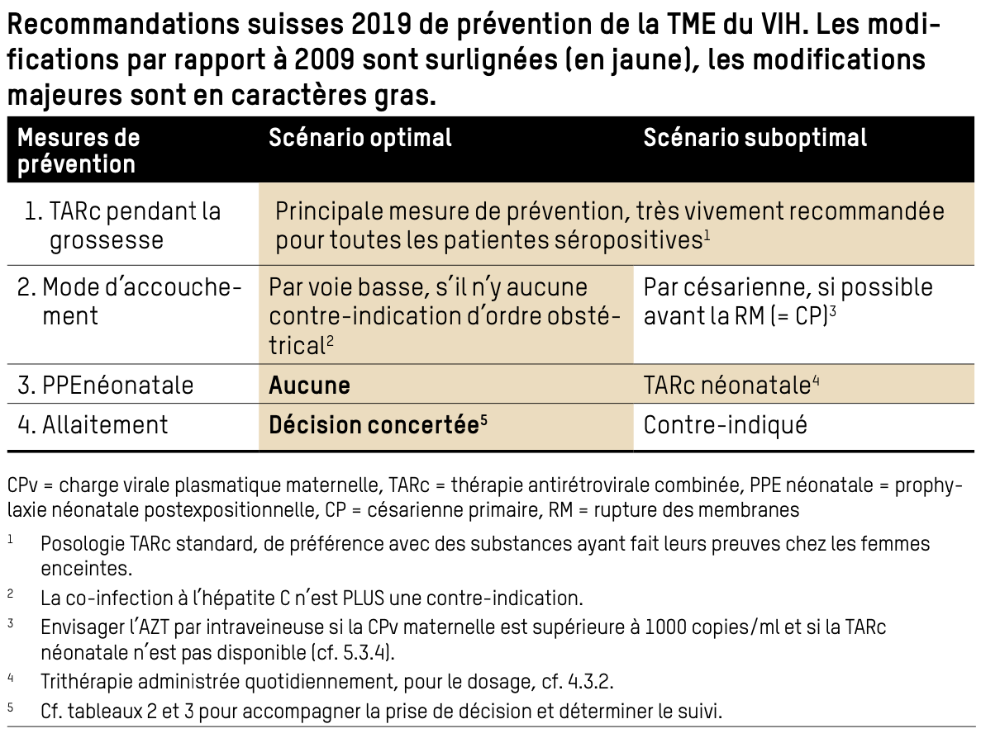 Recommandations suisses 2019 de prévention de la TME du VIH. Les modi-
fications par rapport à 2009 sont surlignées (en jaune), les modifications
majeures sont en caractères gras.
Mesures de
prévention
Scénario optimal
Scénario suboptimal
1. TARc pendant la
grossesse
Principale mesure de prévention, très vivement recommandée
pour toutes les patientes séropositives¹
2. Mode d’accouche-
ment
Par voie basse, s’il n’y aucune
contre-indication d’ordre obsté-
trical²
Par césarienne, si possible
avant la RM (= CP)³
3. PPEnéonatale
Aucune
TARc néonatale⁴
4. Allaitement
Décision concertée⁵
Contre-indiqué
CPv = charge virale plasmatique maternelle, TARc = thérapie antirétrovirale combinée, PPE néonatale = prophy-
laxie néonatale postexpositionnelle, CP = césarienne primaire, RM = rupture des membranes
¹ Posologie TARc standard, de préférence avec des substances ayant fait leurs preuves chez les femmes
enceintes.
² La co-infection à l’hépatite C n’est PLUS une contre-indication.
³ Envisager l’AZT par intraveineuse si la CPv maternelle est supérieure à 1000 copies/ml et si la TARc
néonatale n’est pas disponible (cf. 5.3.4).
⁴ Trithérapie administrée quotidiennement, pour le dosage, cf. 4.3.2.
⁵ Cf. tableaux 2 et 3 pour accompagner la prise de décision et déterminer le suivi.